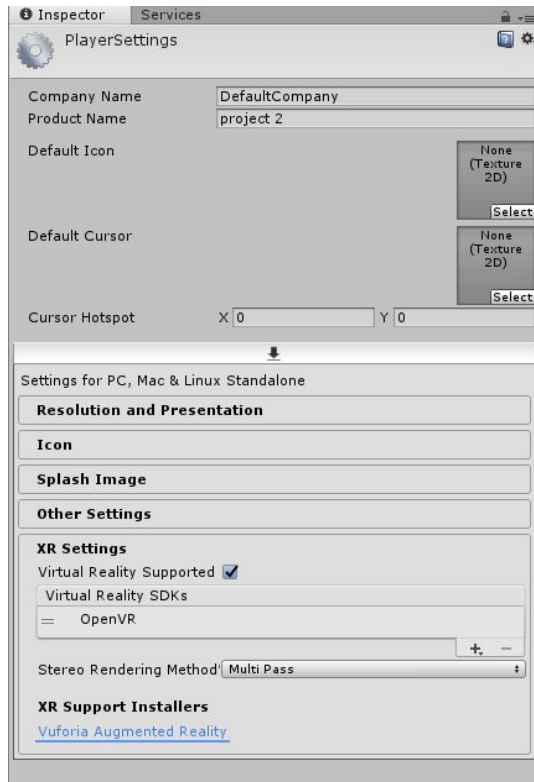 Inspector Services
PlayerSettings
Company Name DefaultCompany
Product Name project 2
Default Icon None
(Texture
2D)
Select
Default Cursor None
(Texture
2D)
Select
Cursor Hotspot X 0 Y 0
Settings for PC, Mac & Linux Standalone
Resolution and Presentation
Icon
Splash Image
Other Settings
XR Settings
Virtual Reality Supported
Virtual Reality SDKs
OpenVR
Stereo Rendering Method* Multi Pass
XR Support Installers
Vuforia Augmented Reality